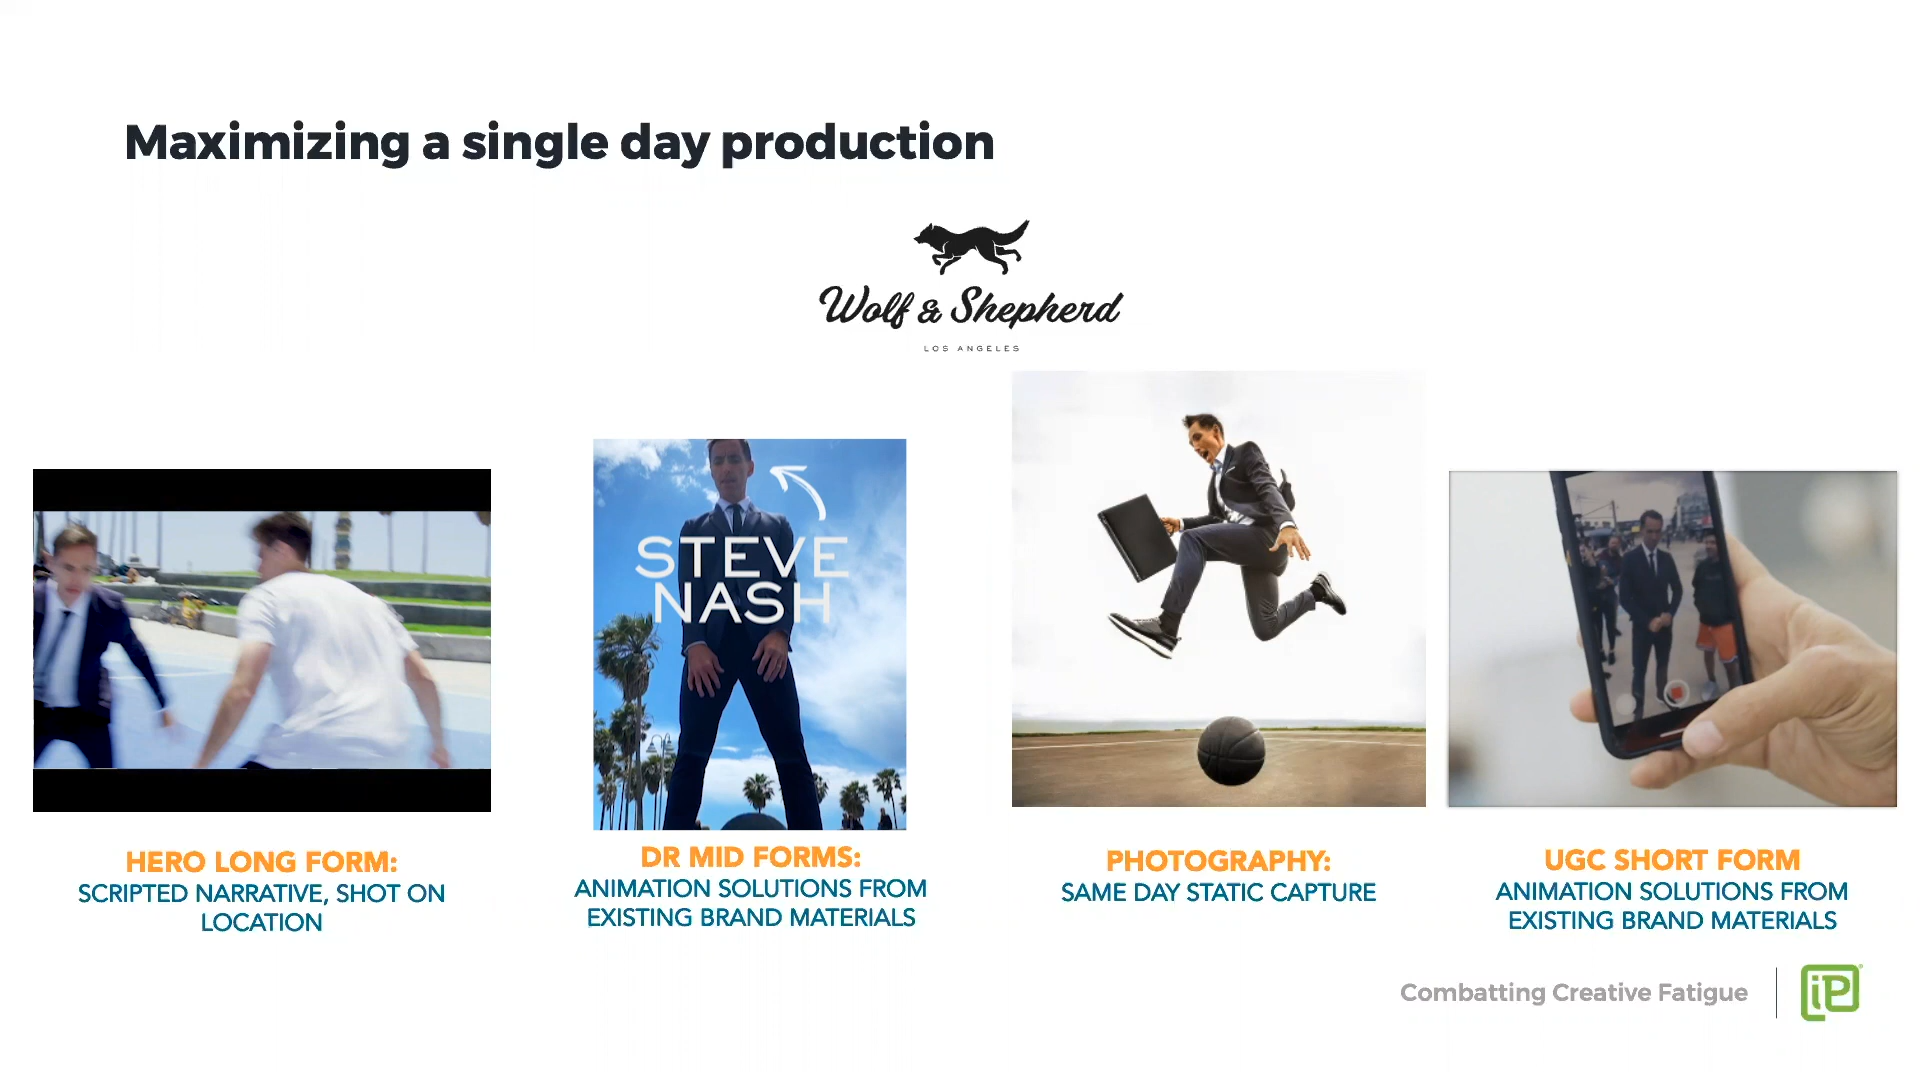 Maximizing a single day production
Wolf & Shepherd
LOS ANGELES
STEVE
NASH
HERO LONG FORM:
SCRIPTED NARRATIVE, SHOT ON
LOCATION
DR MID FORMS:
ANIMATION SOLUTIONS FROM
EXISTING BRAND MATERIALS
PHOTOGRAPHY:
SAME DAY STATIC CAPTURE
UGC SHORT FORM
ANIMATION SOLUTIONS FROM
EXISTING BRAND MATERIALS
Combatting Creative Fatigue
iP